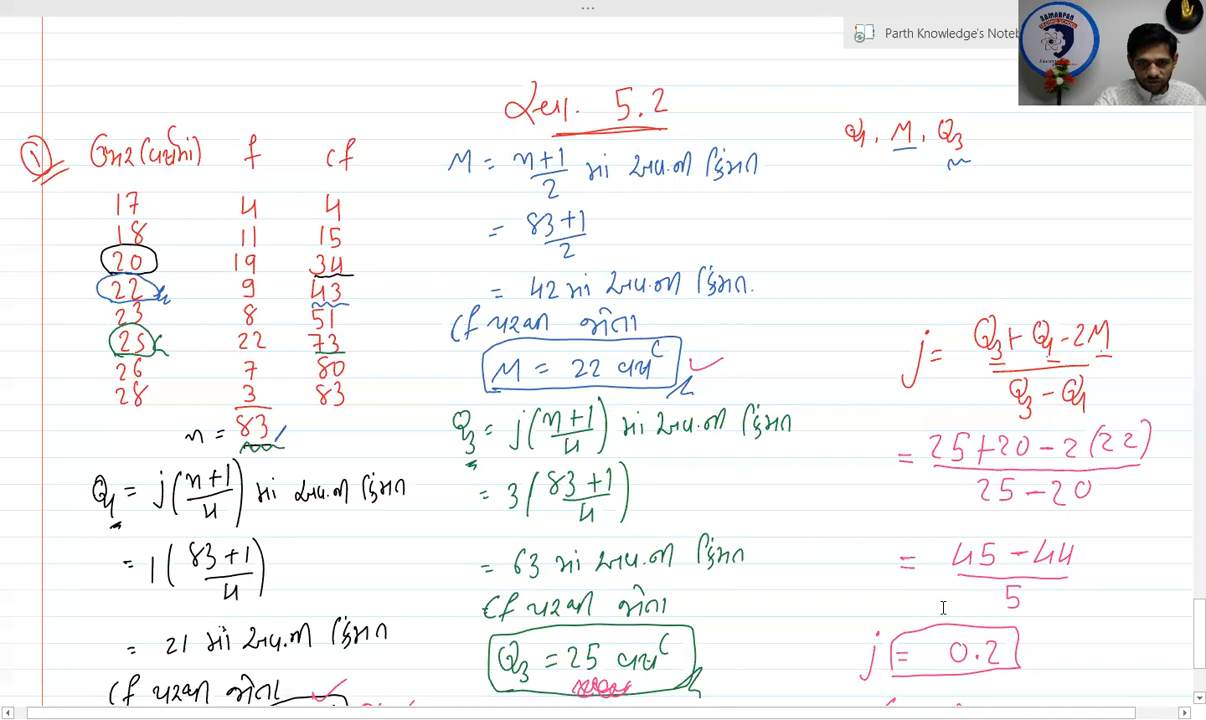 Parth Knowledge's Noteb
SAMARPAN
સ્વા. 5.2
Q1, M, Q3
① ઉંમર (વર્ષમાં) f cf
17 4 4
18 11 15
20 19 34
22 9 43
23 8 51
25 22 73
26 7 80
28 3 83
n = 83
Q1 = j(n+1/4) માં અવ.ની કિંમત
= 1(83+1/4)
= 21 માં અવ.ની કિંમત
cf પરથી જોતા
M = n+1/2 માં અવ.ની કિંમત
= 83+1/2
= 42 માં અવ.ની કિંમત.
cf પરથી જોતા
M = 22 વર્ષ
Q3 = j(n+1/4) માં અવ.ની કિંમત
= 3(83+1/4)
= 63 માં અવ.ની કિંમત
cf પરથી જોતા
Q3 = 25 વર્ષ
j = Q3 + Q1 - 2M / Q3 - Q1
= 25+20-2(22) / 25-20
= 45-44 / 5
j = 0.2